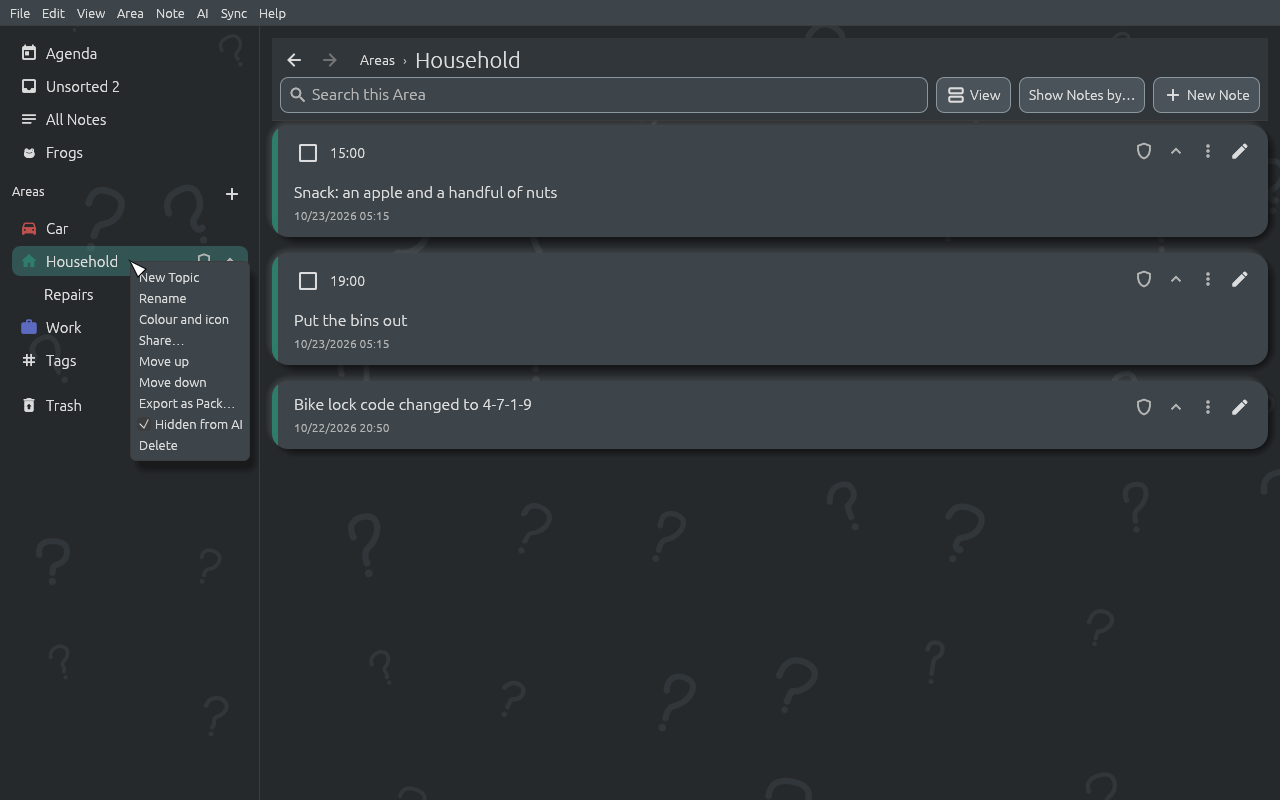 File Edit View Area Note AI Sync Help
Agenda
Unsorted 2
All Notes
Frogs
Areas
Car
Household
Repairs
Work
Tags
Trash
New Topic
Rename
Colour and icon
Share…
Move up
Move down
Export as Pack…
Hidden from AI
Delete
Areas › Household
Search this Area
View
Show Notes by…
New Note
15:00
Snack: an apple and a handful of nuts
10/23/2026 05:15
19:00
Put the bins out
10/23/2026 05:15
Bike lock code changed to 4-7-1-9
10/22/2026 20:50